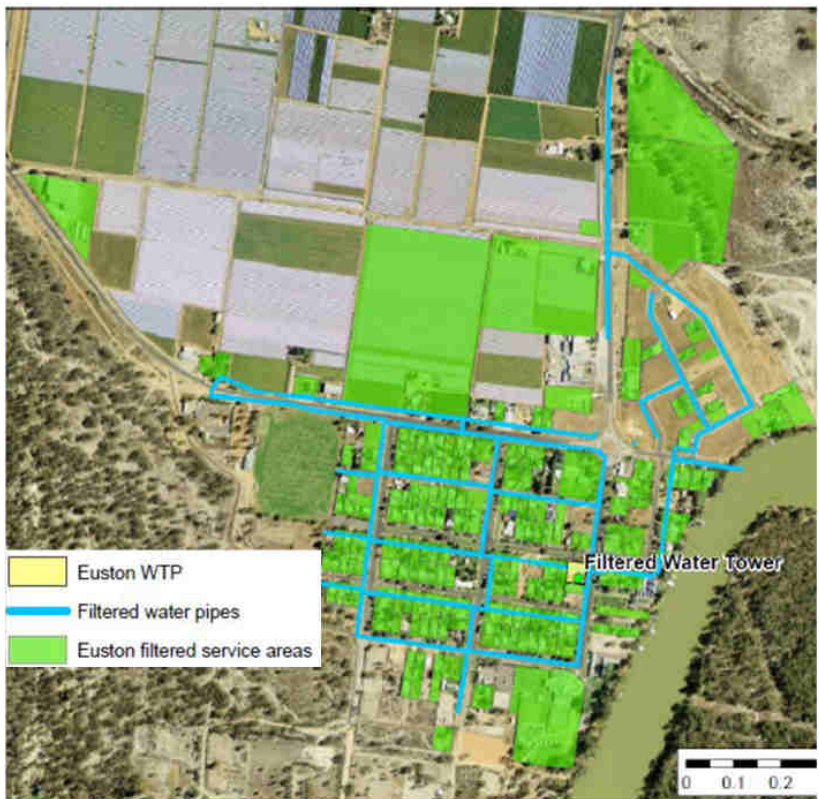 Filtered Water Tower
Euston WTP
Filtered water pipes
Euston filtered service areas
0 0.1 0.2